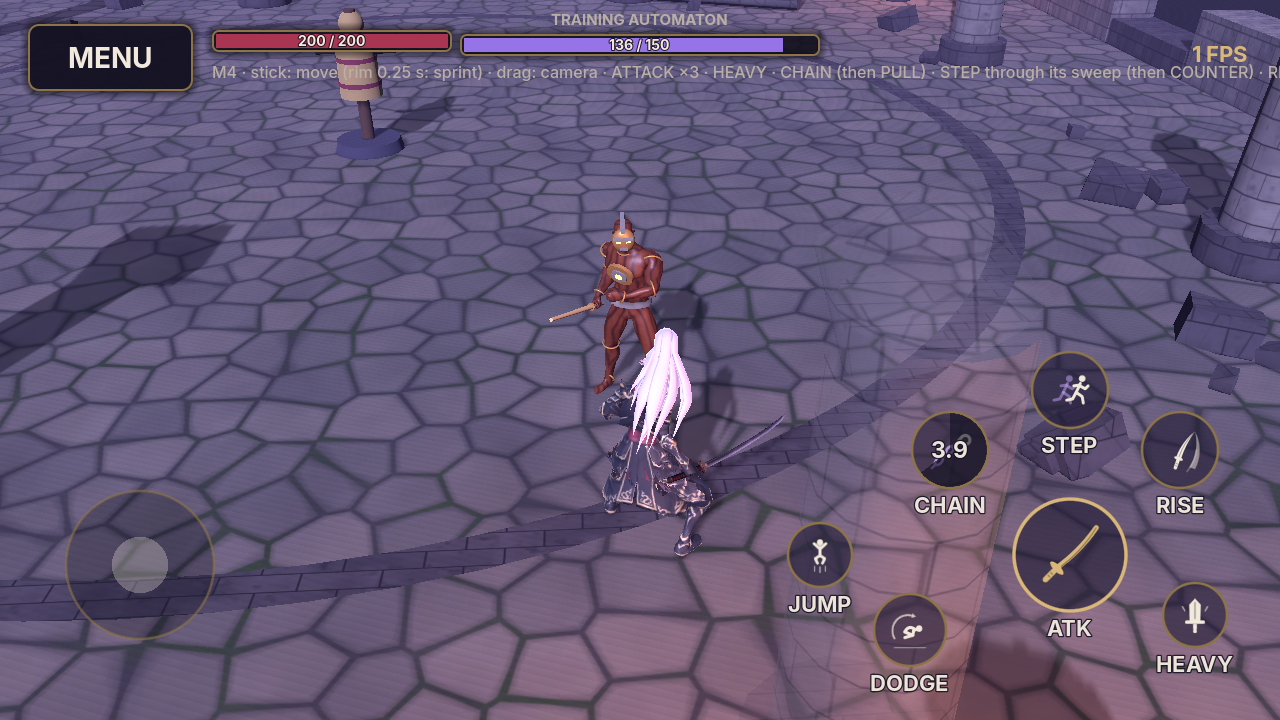 TRAINING AUTOMATON
MENU
200 / 200
136 / 150
1 FPS
M4 · stick: move (rim 0.25 s: sprint) · drag: camera · ATTACK ×3 · HEAVY · CHAIN (then PULL) · STEP through its sweep (then COUNTER) ·
STEP
3.9
CHAIN
RISE
JUMP
ATK
DODGE
HEAVY